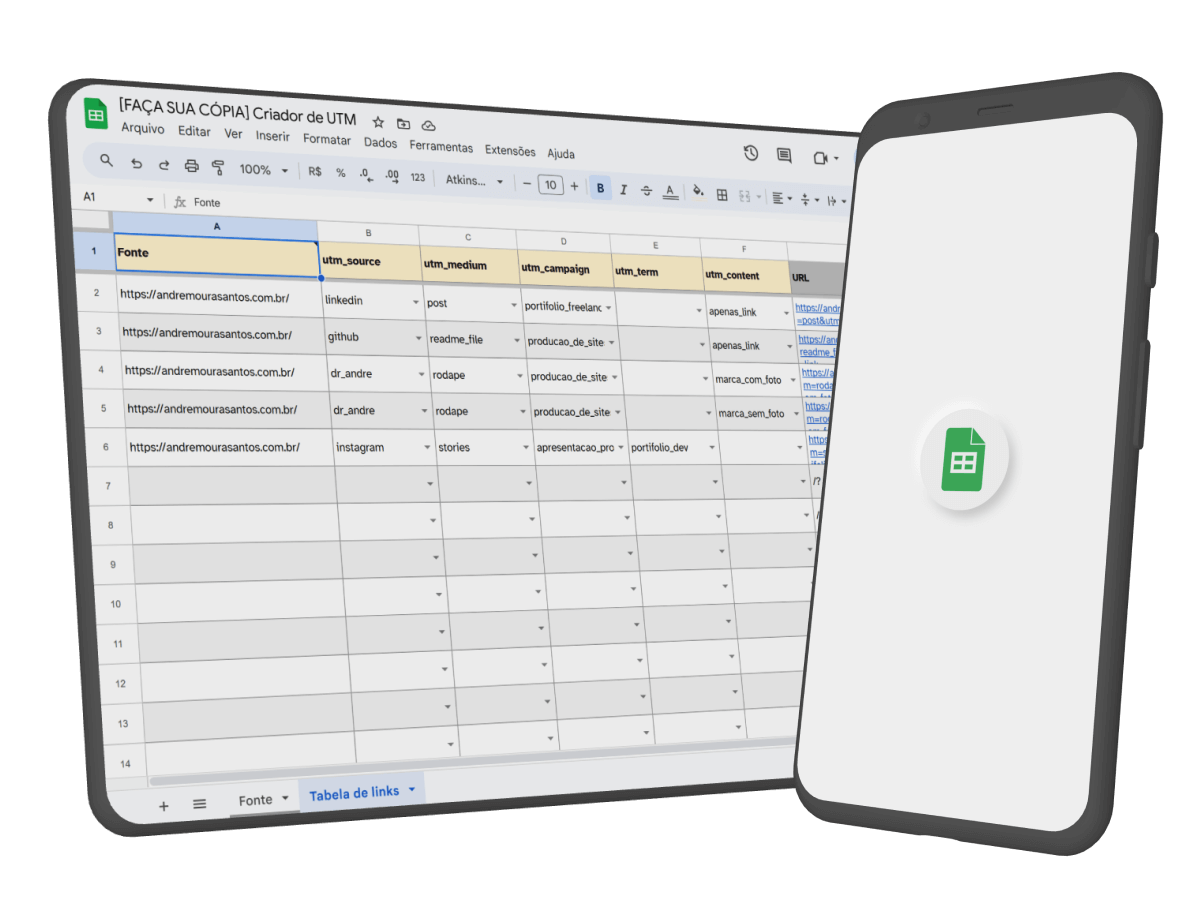 [FAÇA SUA CÓPIA] Criador de UTM
Arquivo Editar Ver Inserir Formatar Dados Ferramentas Extensões Ajuda
100% R$ % .0 .00 123 Atkins... − 10 + B I A
A1 fx Fonte
A B C D E F
1 Fonte utm_source utm_medium utm_campaign utm_term utm_content URL
2 https://andremourasantos.com.br/ linkedin post portifolio_freelanc apenas_link https://and
=post&utm
3 https://andremourasantos.com.br/ github readme_file producao_de_site apenas_link https://an
readme_f
4 https://andremourasantos.com.br/ dr_andre rodape producao_de_site marca_com_foto https://a
m=roda
5 https://andremourasantos.com.br/ dr_andre rodape producao_de_site marca_sem_foto https:/
m=ro
6 https://andremourasantos.com.br/ instagram stories apresentacao_pro portifolio_dev http
7 /?
8 /
9
10
11
12
13
14
+ Fonte Tabela de links